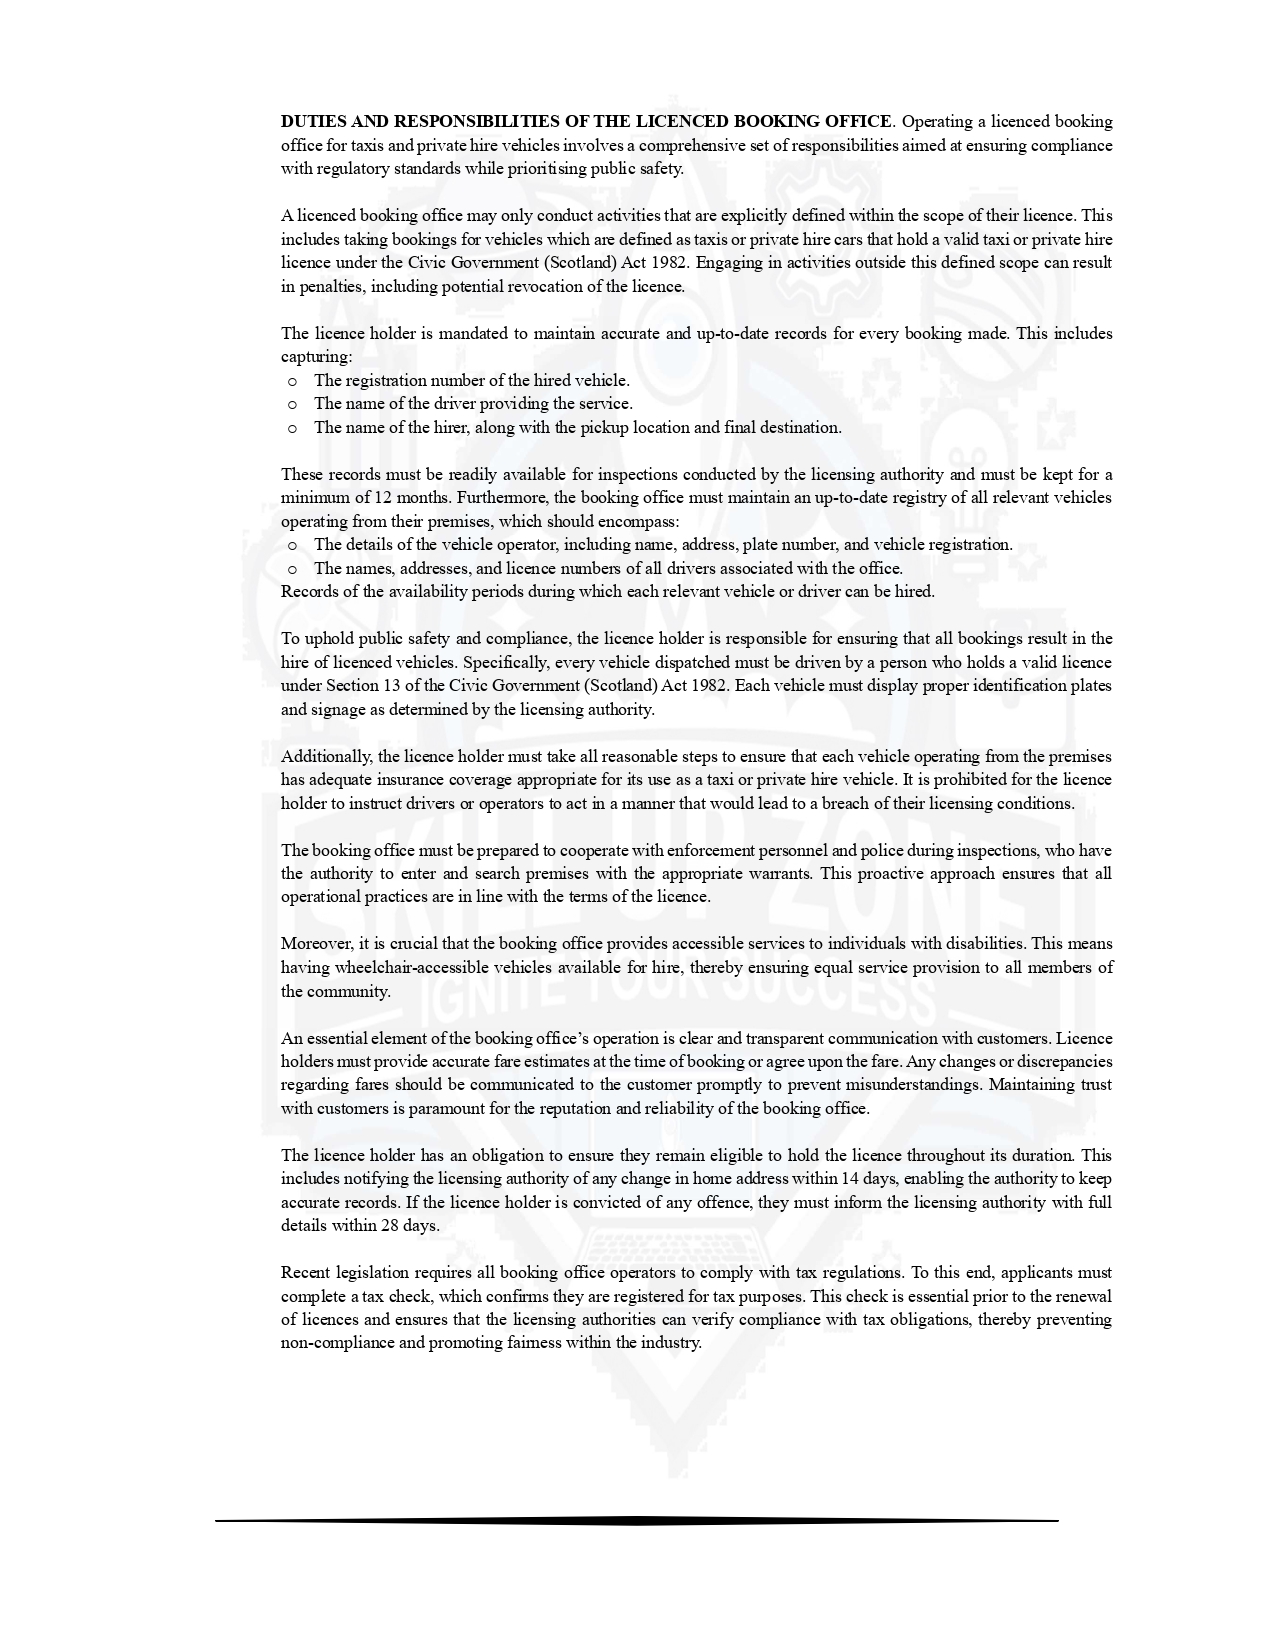 DUTIES AND RESPONSIBILITIES OF THE LICENCED BOOKING OFFICE. Operating a licenced booking
office for taxis and private hire vehicles involves a comprehensive set of responsibilities aimed at ensuring compliance
with regulatory standards while prioritising public safety.
A licenced booking office may only conduct activities that are explicitly defined within the scope of their licence. This
includes taking bookings for vehicles which are defined as taxis or private hire cars that hold a valid taxi or private hire
licence under the Civic Government (Scotland) Act 1982. Engaging in activities outside this defined scope can result
in penalties, including potential revocation of the licence.
The licence holder is mandated to maintain accurate and up-to-date records for every booking made. This includes
capturing:
o The registration number of the hired vehicle.
o The name of the driver providing the service.
o The name of the hirer, along with the pickup location and final destination.
These records must be readily available for inspections conducted by the licensing authority and must be kept for a
minimum of 12 months. Furthermore, the booking office must maintain an up-to-date registry of all relevant vehicles
operating from their premises, which should encompass:
o The details of the vehicle operator, including name, address, plate number, and vehicle registration.
o The names, addresses, and licence numbers of all drivers associated with the office.
Records of the availability periods during which each relevant vehicle or driver can be hired.
To uphold public safety and compliance, the licence holder is responsible for ensuring that all bookings result in the
hire of licenced vehicles. Specifically, every vehicle dispatched must be driven by a person who holds a valid licence
under Section 13 of the Civic Government (Scotland) Act 1982. Each vehicle must display proper identification plates
and signage as determined by the licensing authority.
Additionally, the licence holder must take all reasonable steps to ensure that each vehicle operating from the premises
has adequate insurance coverage appropriate for its use as a taxi or private hire vehicle. It is prohibited for the licence
holder to instruct drivers or operators to act in a manner that would lead to a breach of their licensing conditions.
SKILL UP ZONE
The booking office must be prepared to cooperate with enforcement personnel and police during inspections, who have
the authority to enter and search premises with the appropriate warrants. This proactive approach ensures that all
operational practices are in line with the terms of the licence.
Moreover, it is crucial that the booking office provides accessible services to individuals with disabilities. This means
having wheelchair-accessible vehicles available for hire, thereby ensuring equal service provision to all members of
the community.
IGNITE YOUR SUCCESS
An essential element of the booking office’s operation is clear and transparent communication with customers. Licence
holders must provide accurate fare estimates at the time of booking or agree upon the fare. Any changes or discrepancies
regarding fares should be communicated to the customer promptly to prevent misunderstandings. Maintaining trust
with customers is paramount for the reputation and reliability of the booking office.
The licence holder has an obligation to ensure they remain eligible to hold the licence throughout its duration. This
includes notifying the licensing authority of any change in home address within 14 days, enabling the authority to keep
accurate records. If the licence holder is convicted of any offence, they must inform the licensing authority with full
details within 28 days.
Recent legislation requires all booking office operators to comply with tax regulations. To this end, applicants must
complete a tax check, which confirms they are registered for tax purposes. This check is essential prior to the renewal
of licences and ensures that the licensing authorities can verify compliance with tax obligations, thereby preventing
non-compliance and promoting fairness within the industry.